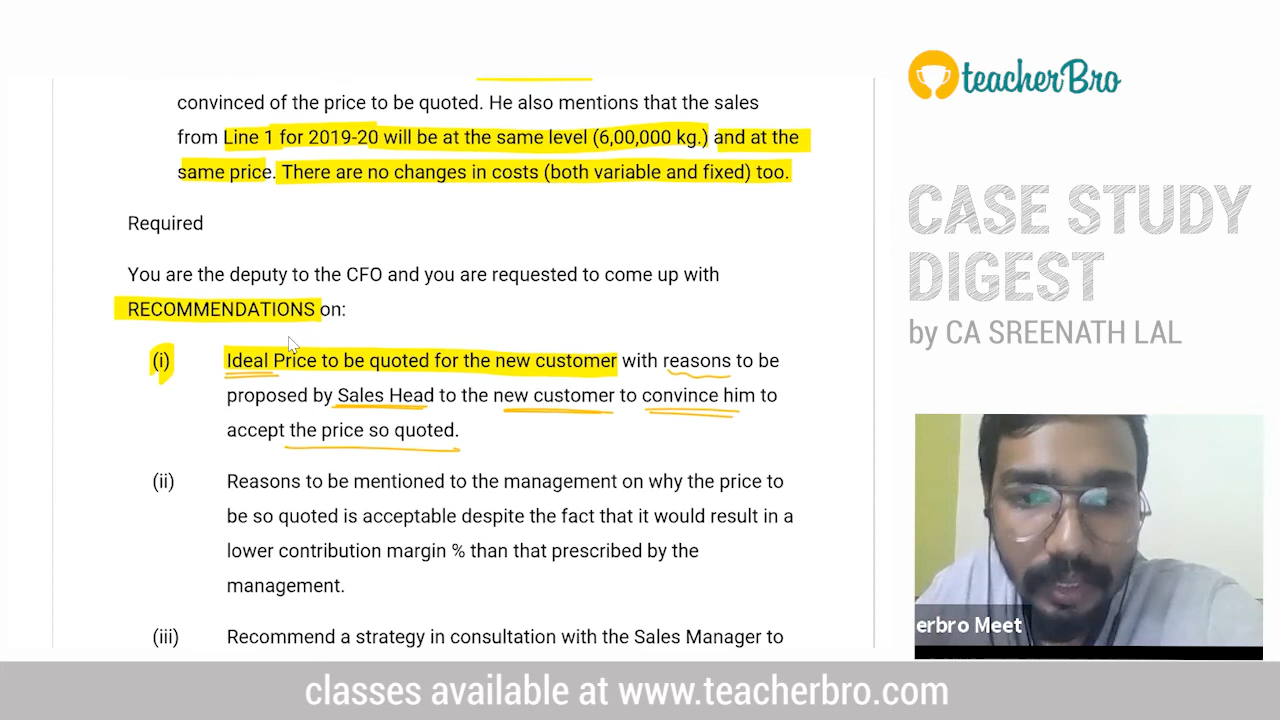 convinced of the price to be quoted. He also mentions that the sales
from Line 1 for 2019-20 will be at the same level (6,00,000 kg.) and at the
same price. There are no changes in costs (both variable and fixed) too.
Required
You are the deputy to the CFO and you are requested to come up with
RECOMMENDATIONS on:
(i) Ideal Price to be quoted for the new customer with reasons to be
proposed by Sales Head to the new customer to convince him to
accept the price so quoted.
(ii) Reasons to be mentioned to the management on why the price to
be so quoted is acceptable despite the fact that it would result in a
lower contribution margin % than that prescribed by the
management.
(iii) Recommend a strategy in consultation with the Sales Manager to
teacherBro
CASE STUDY
DIGEST
by CA SREENATH LAL
erbro Meet
classes available at www.teacherbro.com